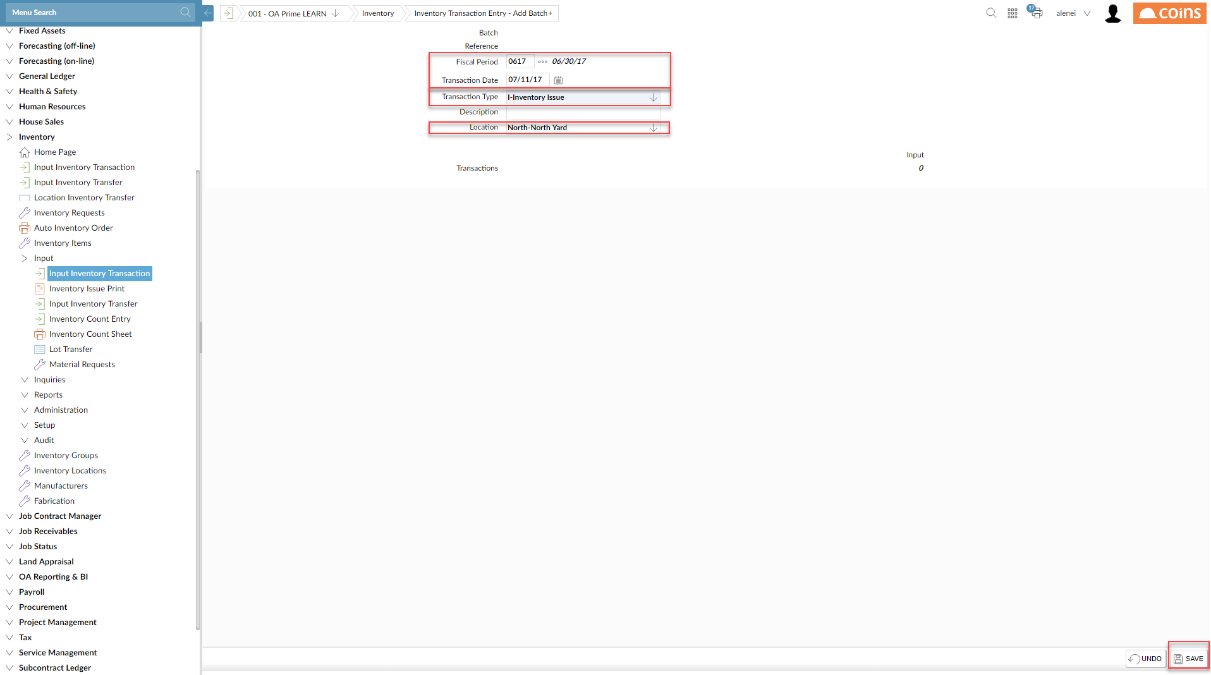 Menu Search
001 - OA Prime LEARN
Inventory
Inventory Transaction Entry - Add Batch+
alenei
coins
Fixed Assets
Forecasting (off-line)
Forecasting (on-line)
General Ledger
Health & Safety
Human Resources
House Sales
Inventory
Home Page
Input Inventory Transaction
Input Inventory Transfer
Location Inventory Transfer
Inventory Requests
Auto Inventory Order
Inventory Items
Input
Input Inventory Transaction
Inventory Issue Print
Input Inventory Transfer
Inventory Count Entry
Inventory Count Sheet
Lot Transfer
Material Requests
Inquiries
Reports
Administration
Setup
Audit
Inventory Groups
Inventory Locations
Manufacturers
Fabrication
Job Contract Manager
Job Receivables
Job Status
Land Appraisal
OA Reporting & BI
Payroll
Procurement
Project Management
Tax
Service Management
Subcontract Ledger
Batch
Reference
Fiscal Period 0617 06/30/17
Transaction Date 07/11/17
Transaction Type I-Inventory Issue
Description
Location North-North Yard
Input
Transactions 0
UNDO
SAVE